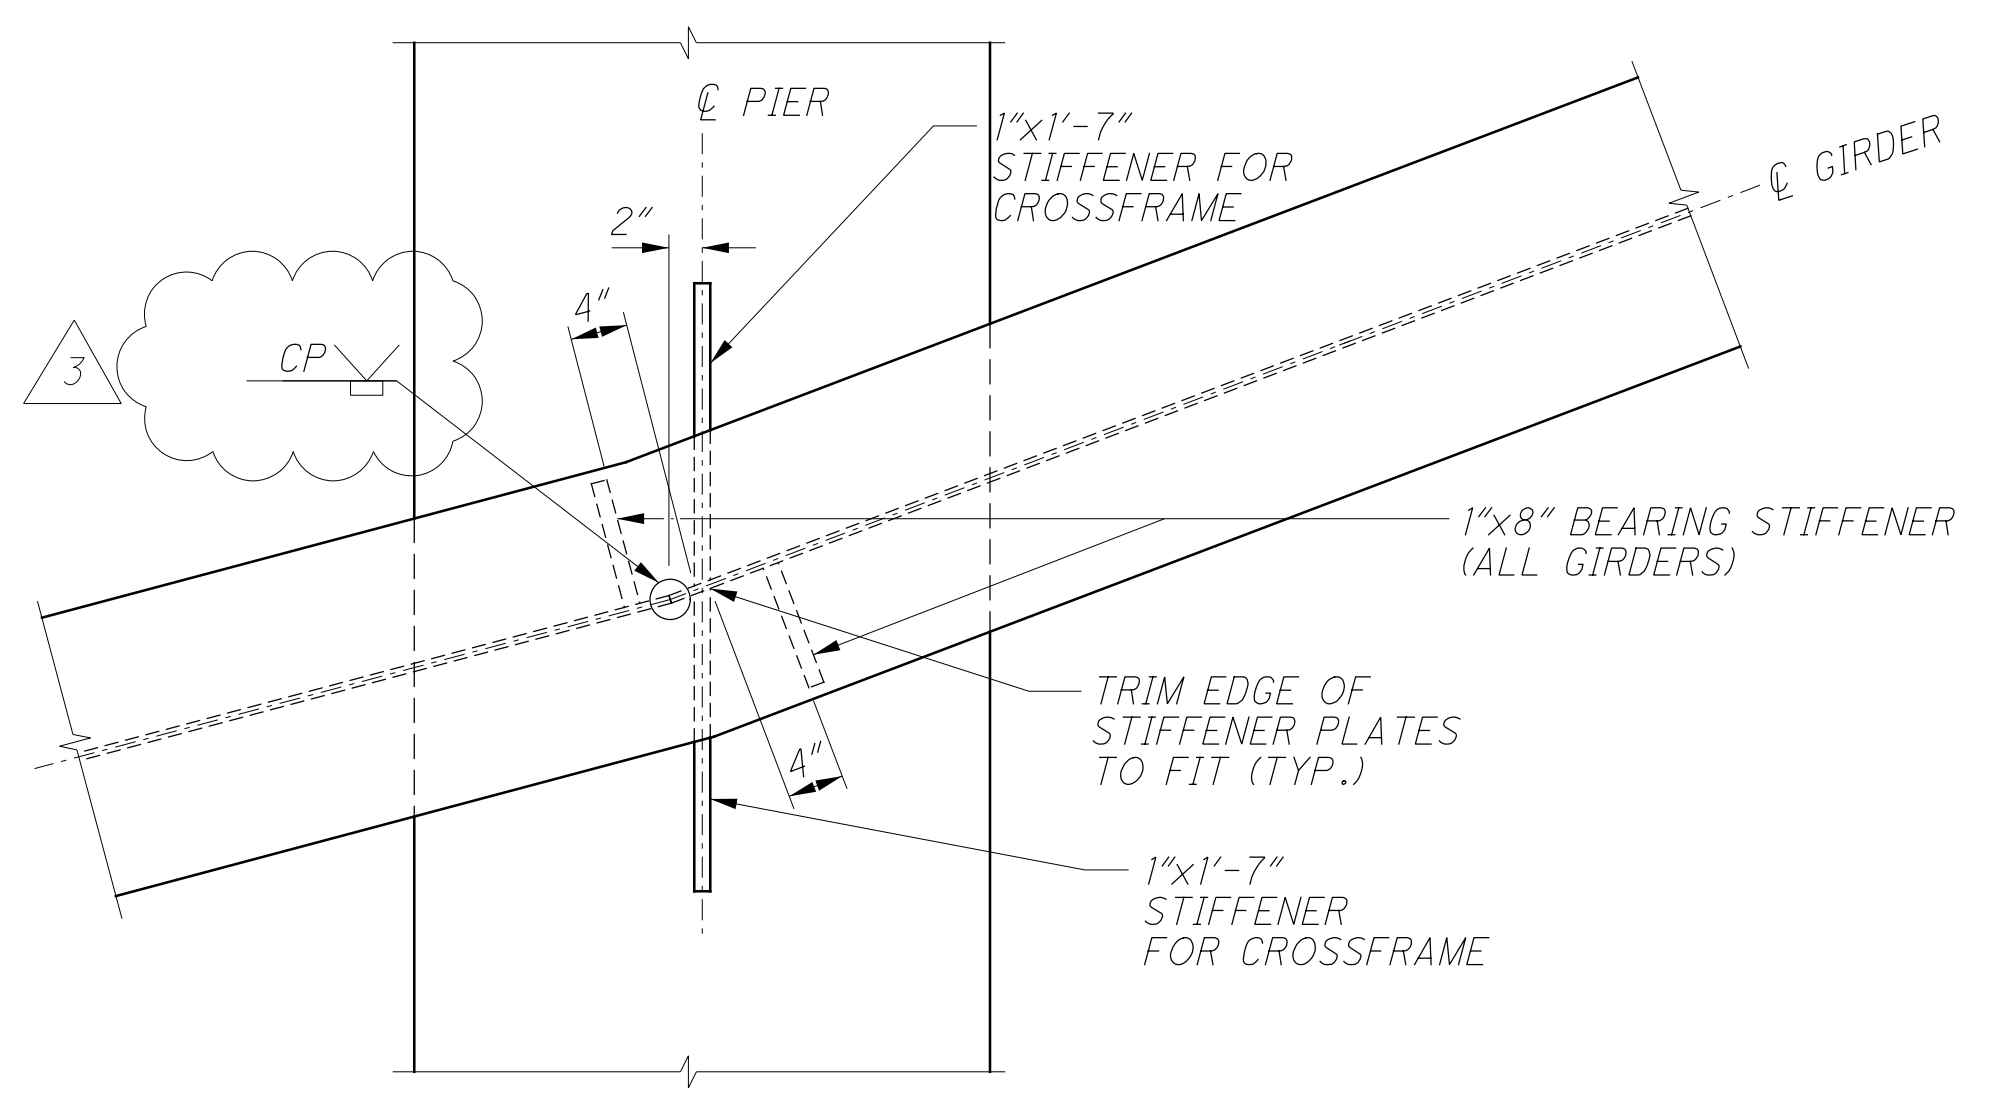 ℄ PIER
1"x1'-7"
STIFFENER FOR
CROSSFRAME
℄ GIRDER
2"
4"
3
CP
1"x8" BEARING STIFFENER
(ALL GIRDERS)
TRIM EDGE OF
STIFFENER PLATES
TO FIT (TYP.)
4"
1"x1'-7"
STIFFENER
FOR CROSSFRAME